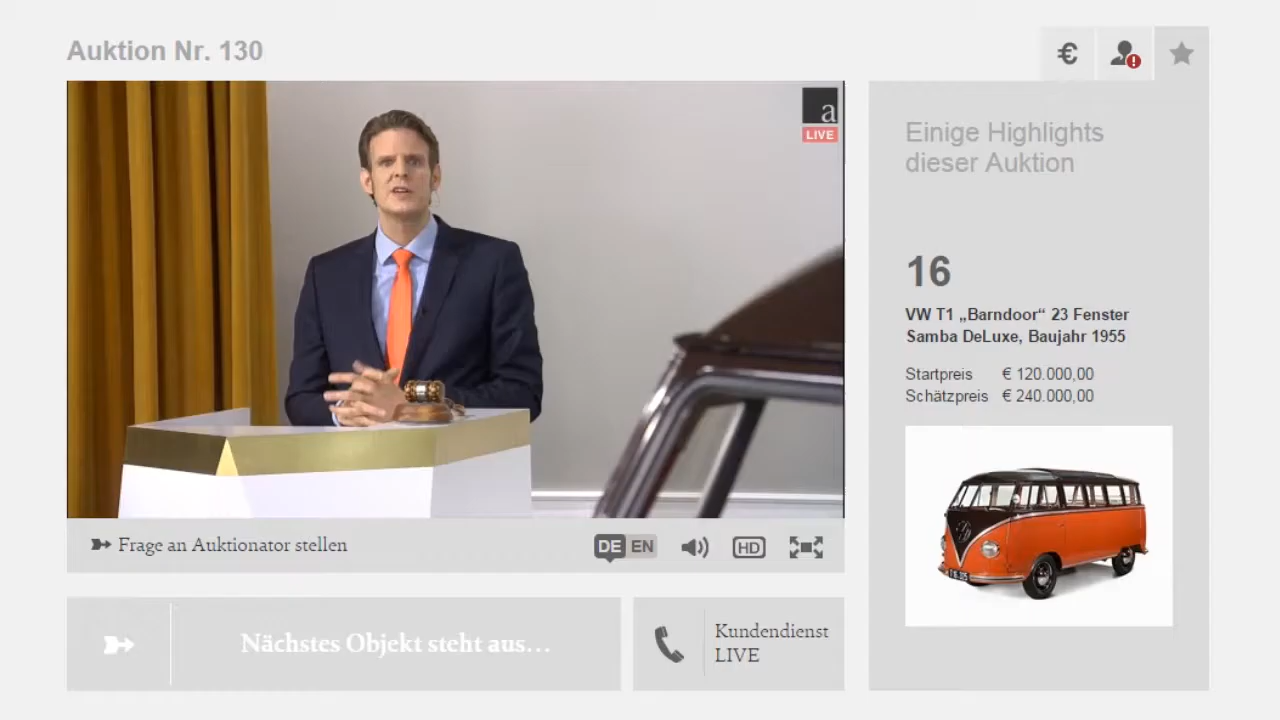 Auktion Nr. 130
€
a
LIVE
Einige Highlights
dieser Auktion
16
VW T1 „Barndoor“ 23 Fenster
Samba DeLuxe, Baujahr 1955
Startpreis € 120.000,00
Schätzpreis € 240.000,00
Frage an Auktionator stellen
DE EN
HD
Nächstes Objekt steht aus...
Kundendienst
LIVE